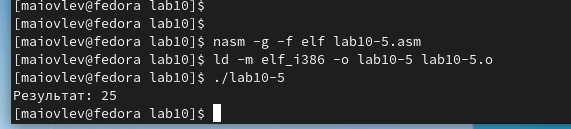 [maiovlev@fedora lab10]$
[maiovlev@fedora lab10]$
[maiovlev@fedora lab10]$ nasm -g -f elf lab10-5.asm
[maiovlev@fedora lab10]$ ld -m elf_i386 -o lab10-5 lab10-5.o
[maiovlev@fedora lab10]$ ./lab10-5
Результат: 25
[maiovlev@fedora lab10]$